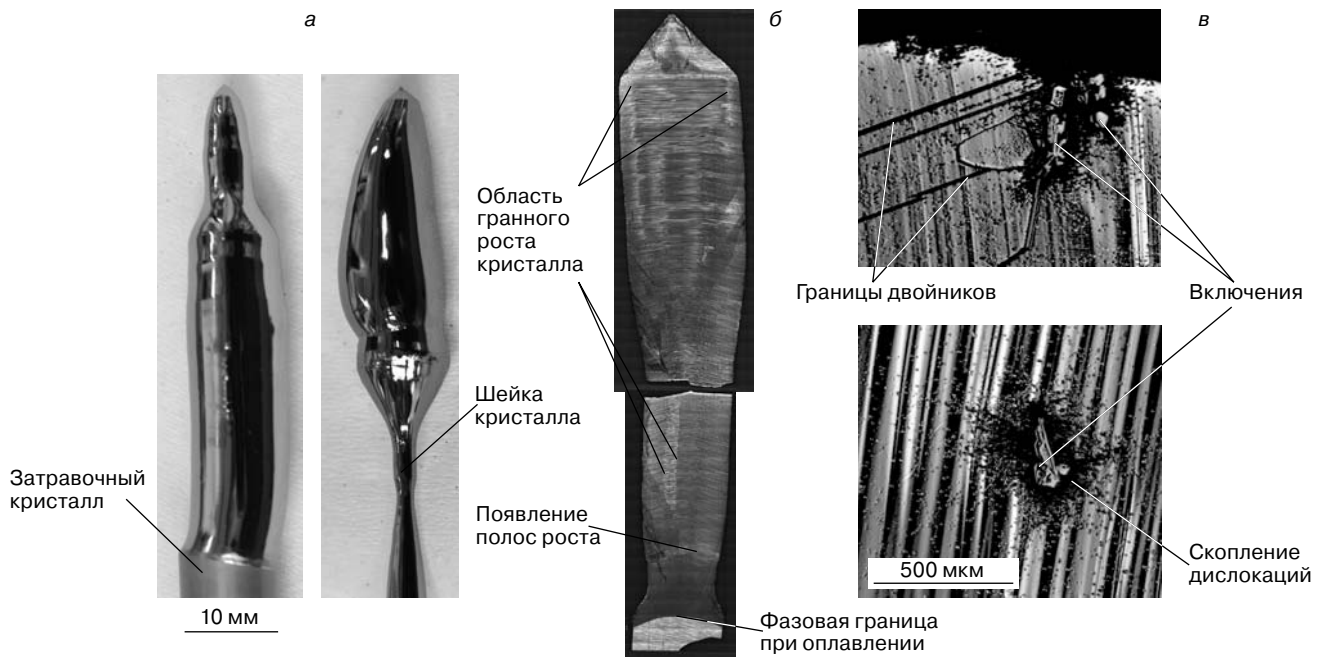 а
б
в
Область
гранного
роста
кристалла
Границы двойников
Включения
Шейка
кристалла
Затравочный
кристалл
Появление
полос роста
500 мкм
Скопление
дислокаций
10 мм
Фазовая граница
при оплавлении